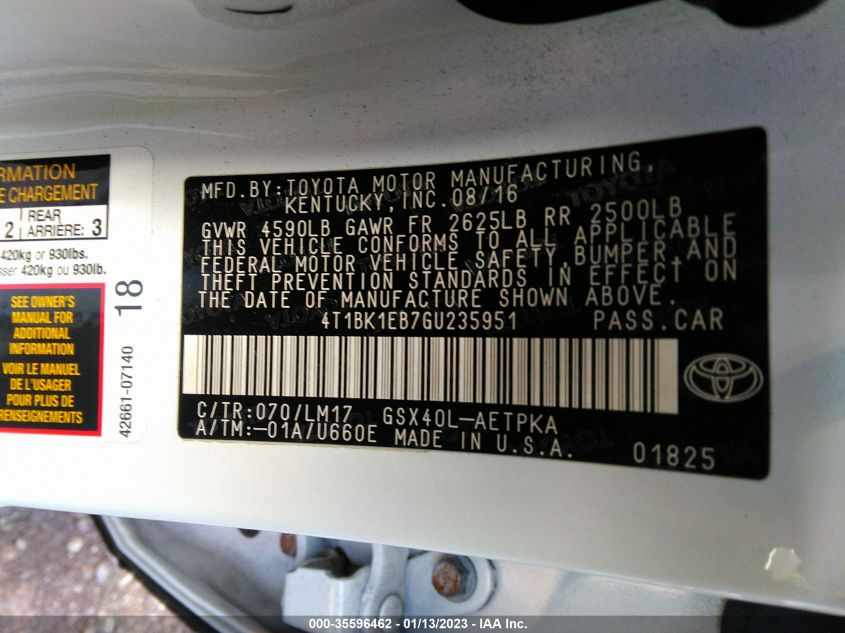 RMATION
E CHARGEMENT
2 REAR ARRIÈRE: 3
420kg or 930lbs.
sser 420kg ou 930lb.
SEE OWNER'S
MANUAL FOR
ADDITIONAL
INFORMATION
VOIR LE MANUEL
DE L'USAGER
POUR PLUS DE
RENSEIGNEMENTS
18
42661-07140
MFD.BY:TOYOTA MOTOR MANUFACTURING,
KENTUCKY,INC.08/16
GVWR 4590LB GAWR FR 2625LB RR 2500LB
THIS VEHICLE CONFORMS TO ALL APPLICABLE
FEDERAL MOTOR VEHICLE SAFETY,BUMPER,AND
THEFT PREVENTION STANDARDS IN EFFECT ON
THE DATE OF MANUFACTURE SHOWN ABOVE.
4T1BK1EB7GU235951 PASS.CAR
C/TR:070/LM17 GSX40L-AETPKA
A/TM:-01A/U660E MADE IN U.S.A.
01825
000-35596462 - 01/13/2023 - IAA Inc.